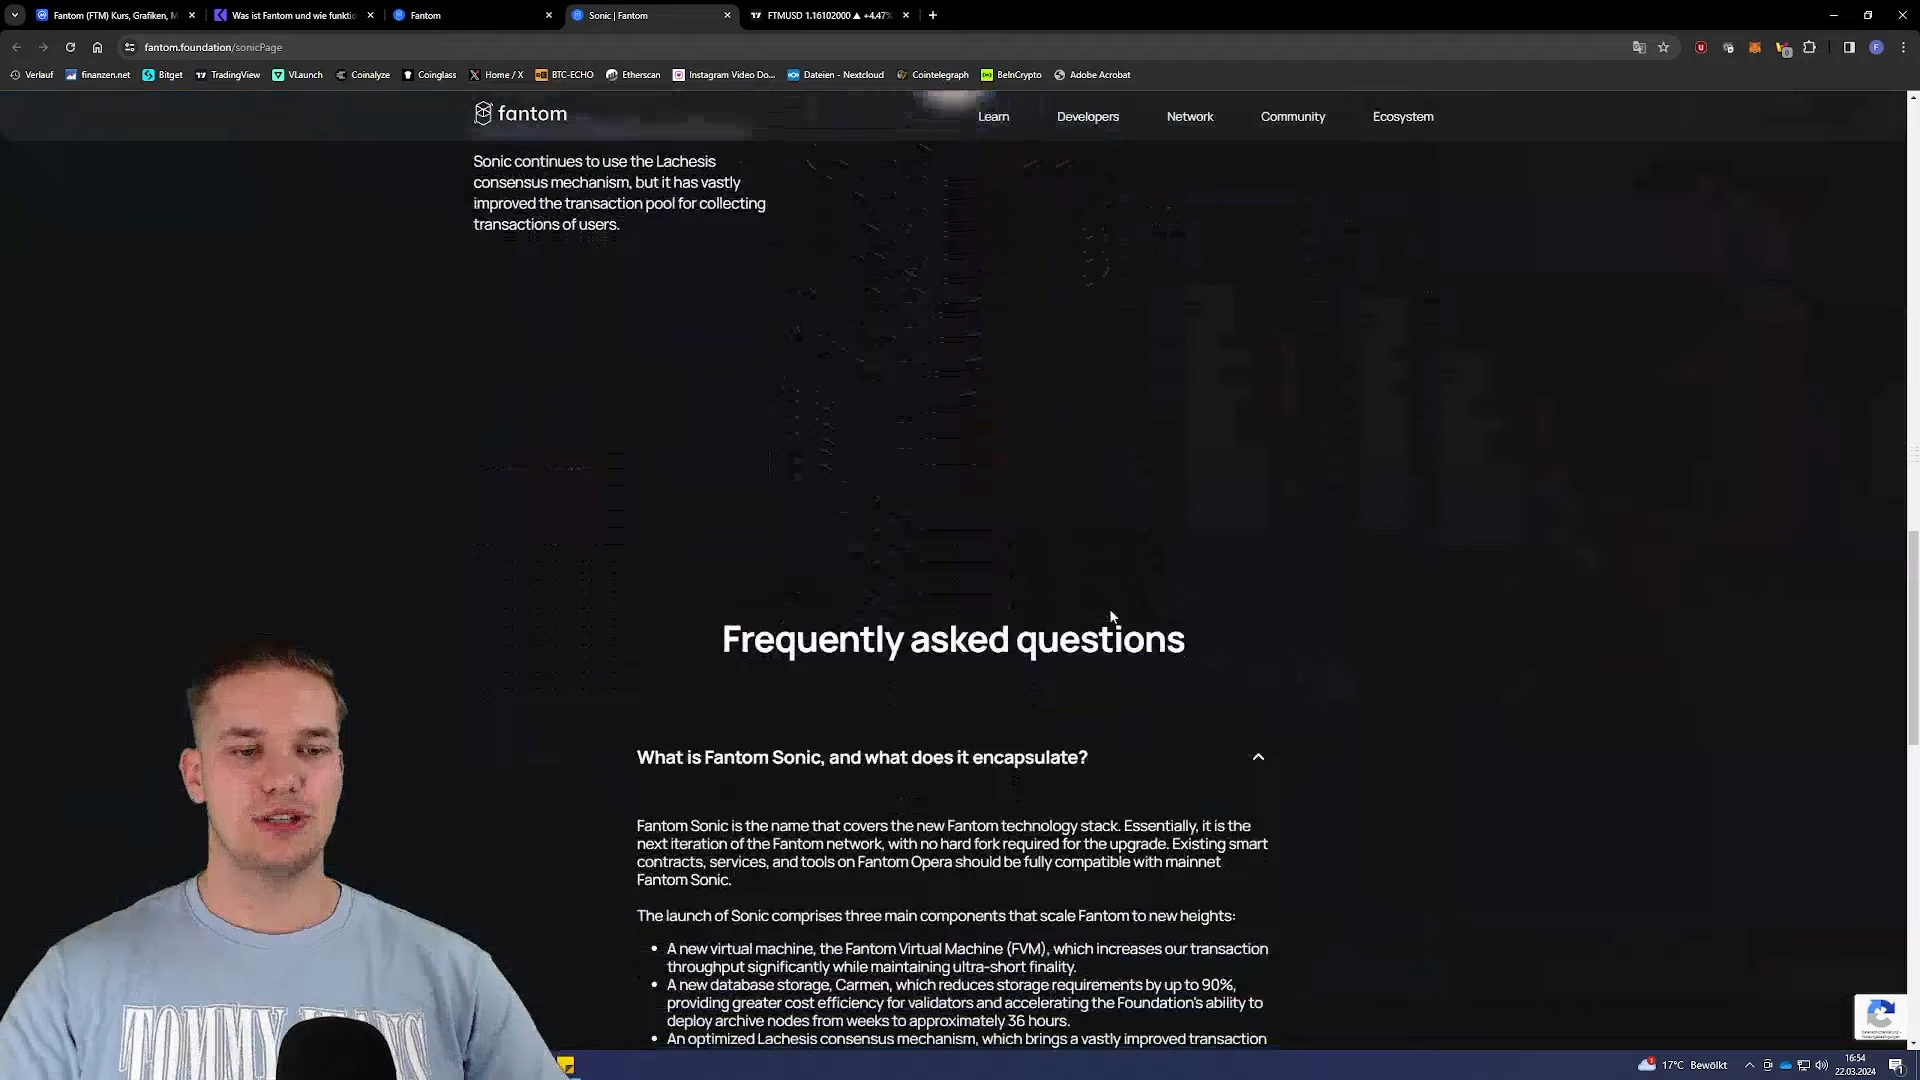 Fantom (FTM) Kurs, Grafiken, M
Was ist Fantom und wie funktio
Fantom
Sonic | Fantom
FTMUSD 1.16102000 ▲ +4.47%
fantom.foundation/sonicPage
Verlauf
finanzen.net
Bitget
TradingView
VLaunch
Coinalyze
Coinglass
Home / X
BTC-ECHO
Etherscan
Instagram Video Do...
Dateien - Nextcloud
Cointelegraph
BeInCrypto
Adobe Acrobat
fantom
Learn
Developers
Network
Community
Ecosystem
Sonic continues to use the Lachesis
consensus mechanism, but it has vastly
improved the transaction pool for collecting
transactions of users.
Frequently asked questions
What is Fantom Sonic, and what does it encapsulate?
Fantom Sonic is the name that covers the new Fantom technology stack. Essentially, it is the
next iteration of the Fantom network, with no hard fork required for the upgrade. Existing smart
contracts, services, and tools on Fantom Opera should be fully compatible with mainnet
Fantom Sonic.
The launch of Sonic comprises three main components that scale Fantom to new heights:
• A new virtual machine, the Fantom Virtual Machine (FVM), which increases our transaction
throughput significantly while maintaining ultra-short finality.
• A new database storage, Carmen, which reduces storage requirements by up to 90%,
providing greater cost efficiency for validators and accelerating the Foundation's ability to
deploy archive nodes from weeks to approximately 36 hours.
• An optimized Lachesis consensus mechanism, which brings a vastly improved transaction
TOMMY JEANS
17°C Bewölkt
16:54
22.03.2024